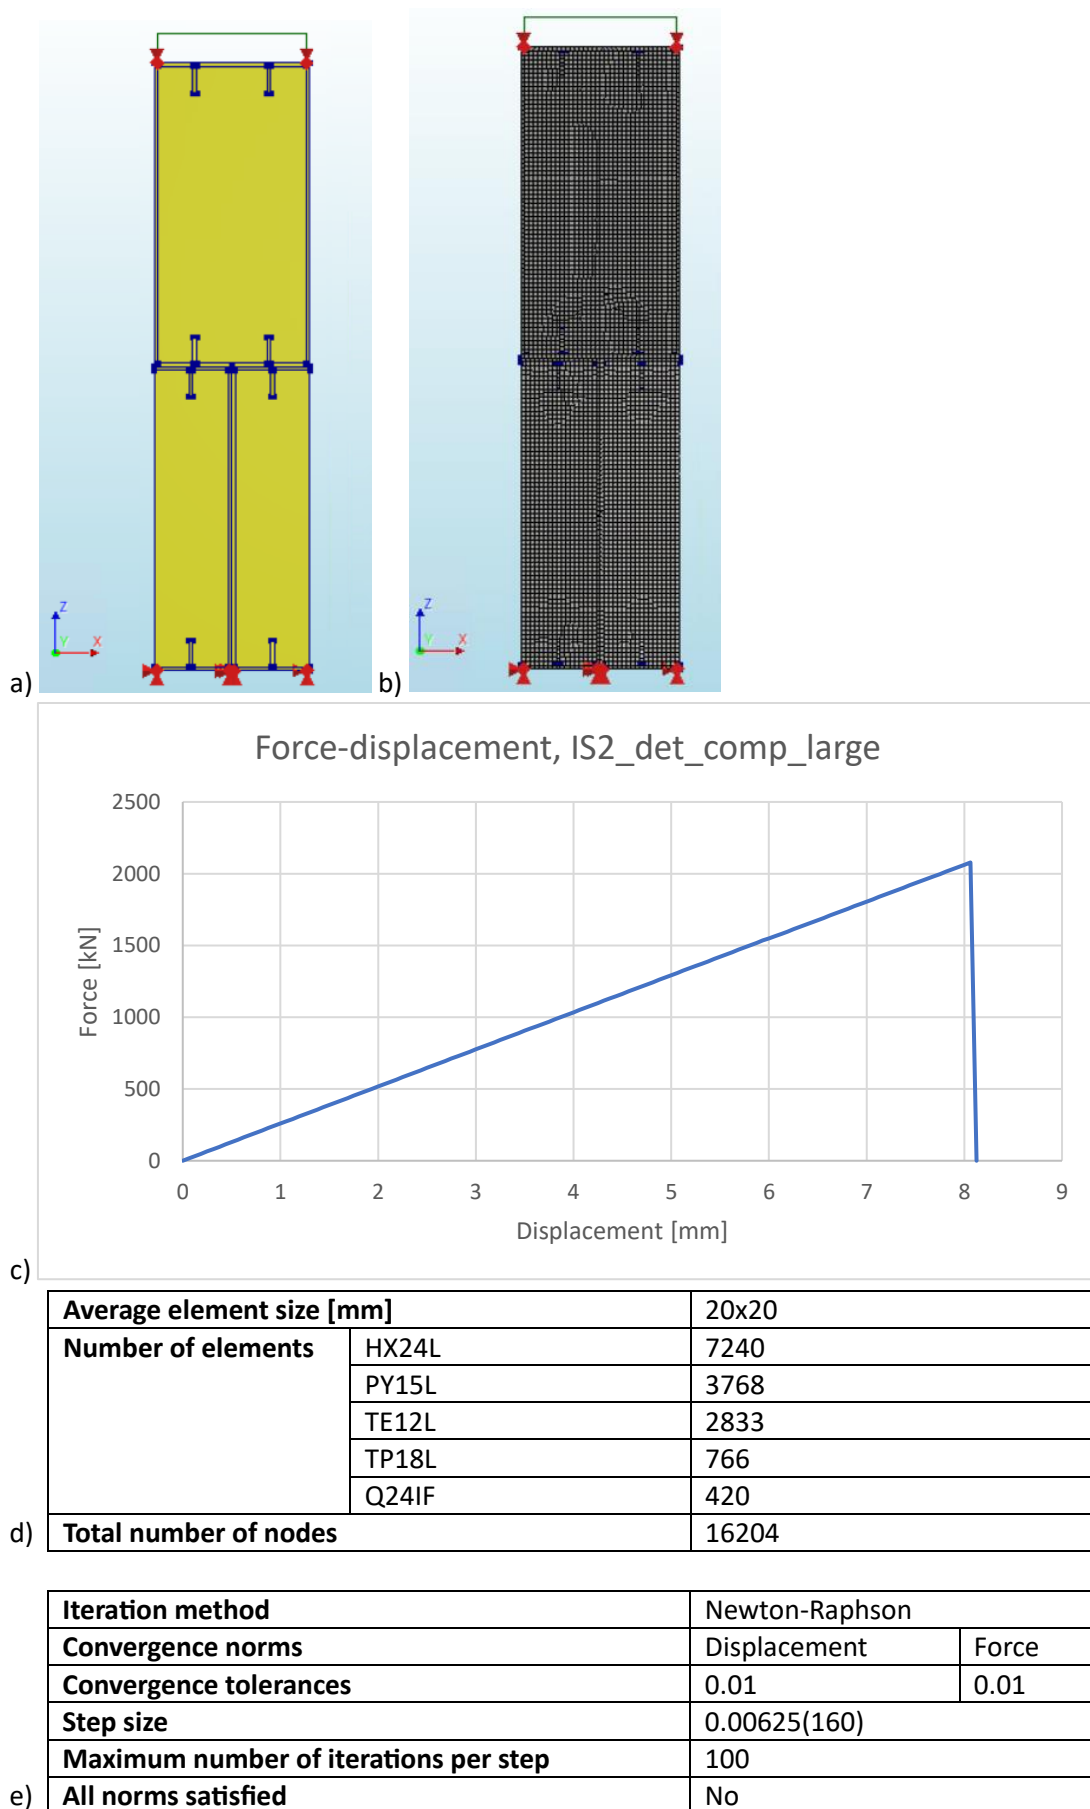 Z
Y
X
Z
Y
X
a)
b)
Force-displacement, IS2_det_comp_large
Force [kN]
2500
2000
1500
1000
500
0
0 1 2 3 4 5 6 7 8 9
Displacement [mm]
c)
Average element size [mm] 20x20
Number of elements HX24L 7240
PY15L 3768
TE12L 2833
TP18L 766
Q24IF 420
d) Total number of nodes 16204
Iteration method Newton-Raphson
Convergence norms Displacement Force
Convergence tolerances 0.01 0.01
Step size 0.00625(160)
Maximum number of iterations per step 100
e) All norms satisfied No